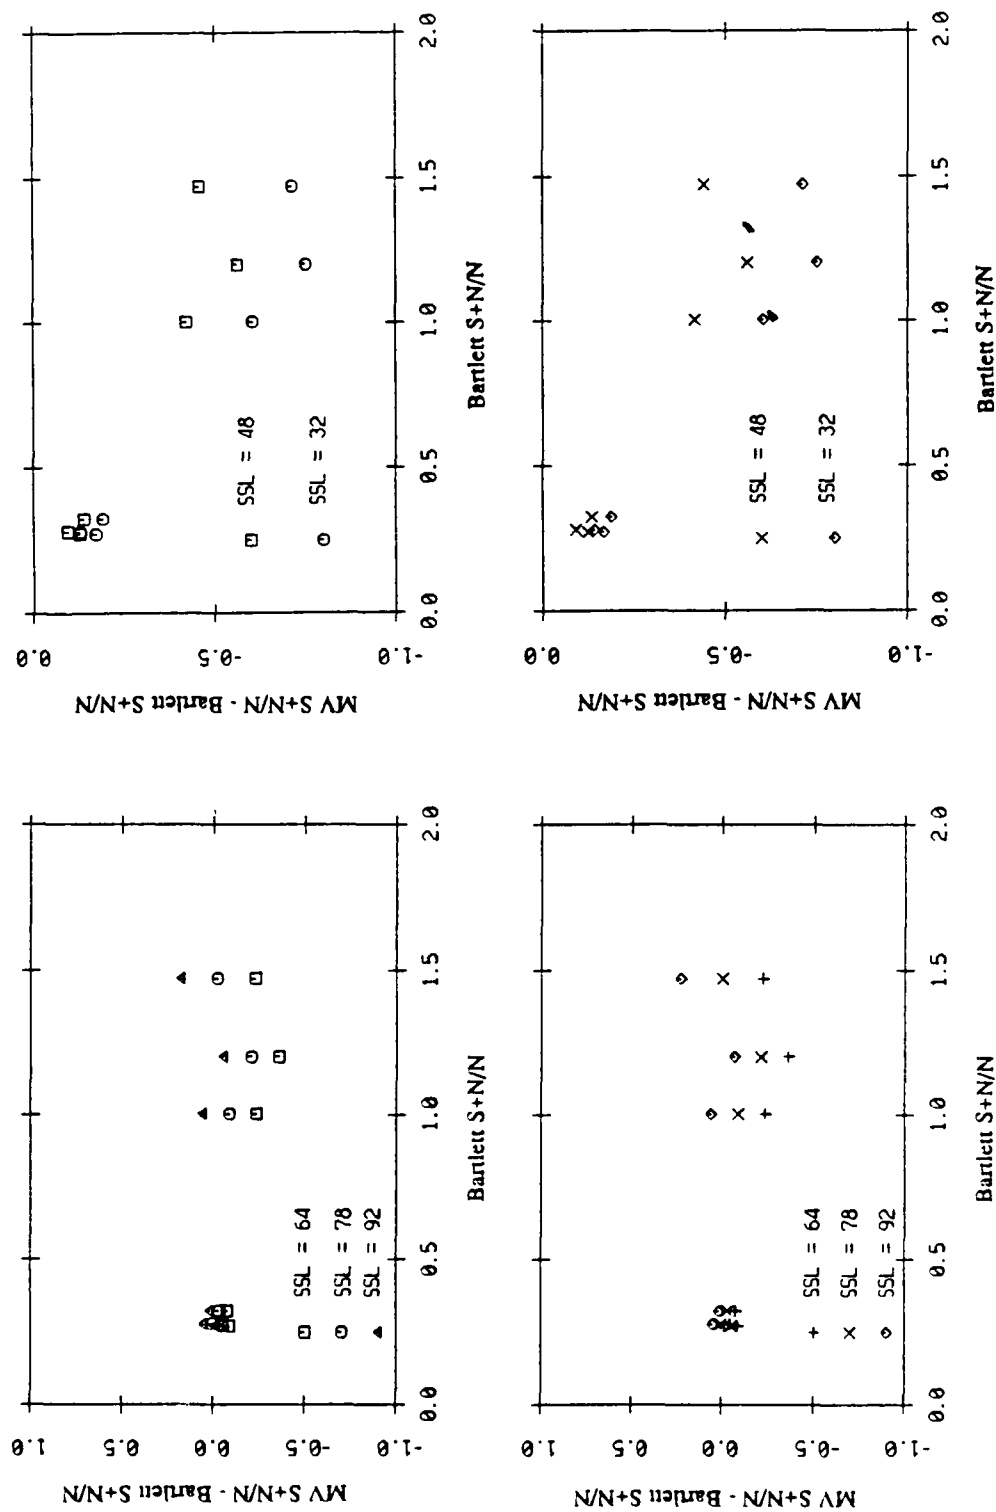 MV S+N/N - Bartlett S+N/N
0.0
-0.5
-1.0
SSL = 48
SSL = 32
0.0
0.5
1.0
1.5
2.0
Bartlett S+N/N
MV S+N/N - Bartlett S+N/N
0.0
-0.5
-1.0
SSL = 48
SSL = 32
0.0
0.5
1.0
1.5
2.0
Bartlett S+N/N
MV S+N/N - Bartlett S+N/N
1.0
0.5
0.0
-0.5
-1.0
SSL = 64
SSL = 78
SSL = 92
0.0
0.5
1.0
1.5
2.0
Bartlett S+N/N
MV S+N/N - Bartlett S+N/N
1.0
0.5
0.0
-0.5
-1.0
SSL = 64
SSL = 78
SSL = 92
0.0
0.5
1.0
1.5
2.0
Bartlett S+N/N